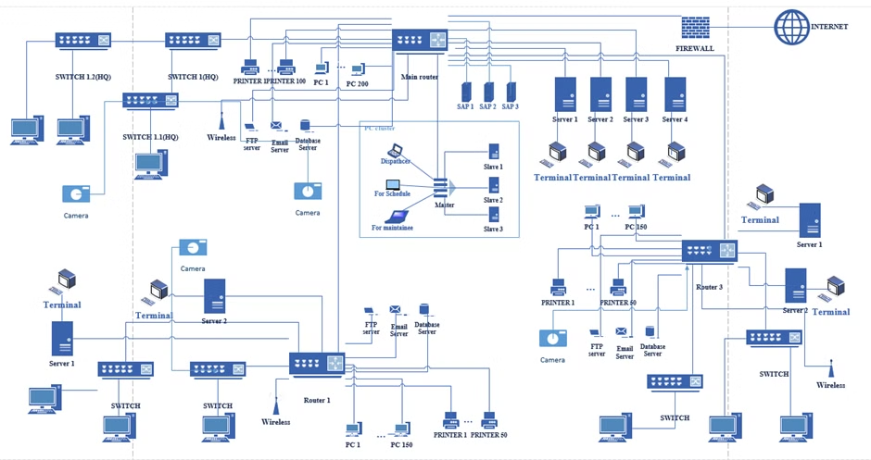 INTERNET
FIREWALL
SWITCH 1.2(HQ)
SWITCH 1(HQ)
PRINTER 1
PRINTER 100
PC 1
PC 200
Main router
SAP 1
SAP 2
SAP 3
Server 1
Server 2
Server 3
Server 4
SWITCH 1.1(HQ)
Wireless
FTP
server
Email
Server
Database
Server
PC cluster
Dispathcer
For Schedule
For maintainee
Master
Slave 1
Slave 2
Slave 3
Terminal
Terminal
Terminal
Terminal
Camera
Camera
Camera
PC 1
PC 150
Terminal
Server 1
Router 3
PRINTER 1
PRINTER 60
Server 2
Terminal
Terminal
Terminal
Server 2
Server 1
FTP
server
Email
Server
Database
Server
Camera
FTP
server
Email
Server
Database
Server
SWITCH
Wireless
SWITCH
SWITCH
SWITCH
Router 1
Wireless
PC 1
PC 150
PRINTER 1
PRINTER 50